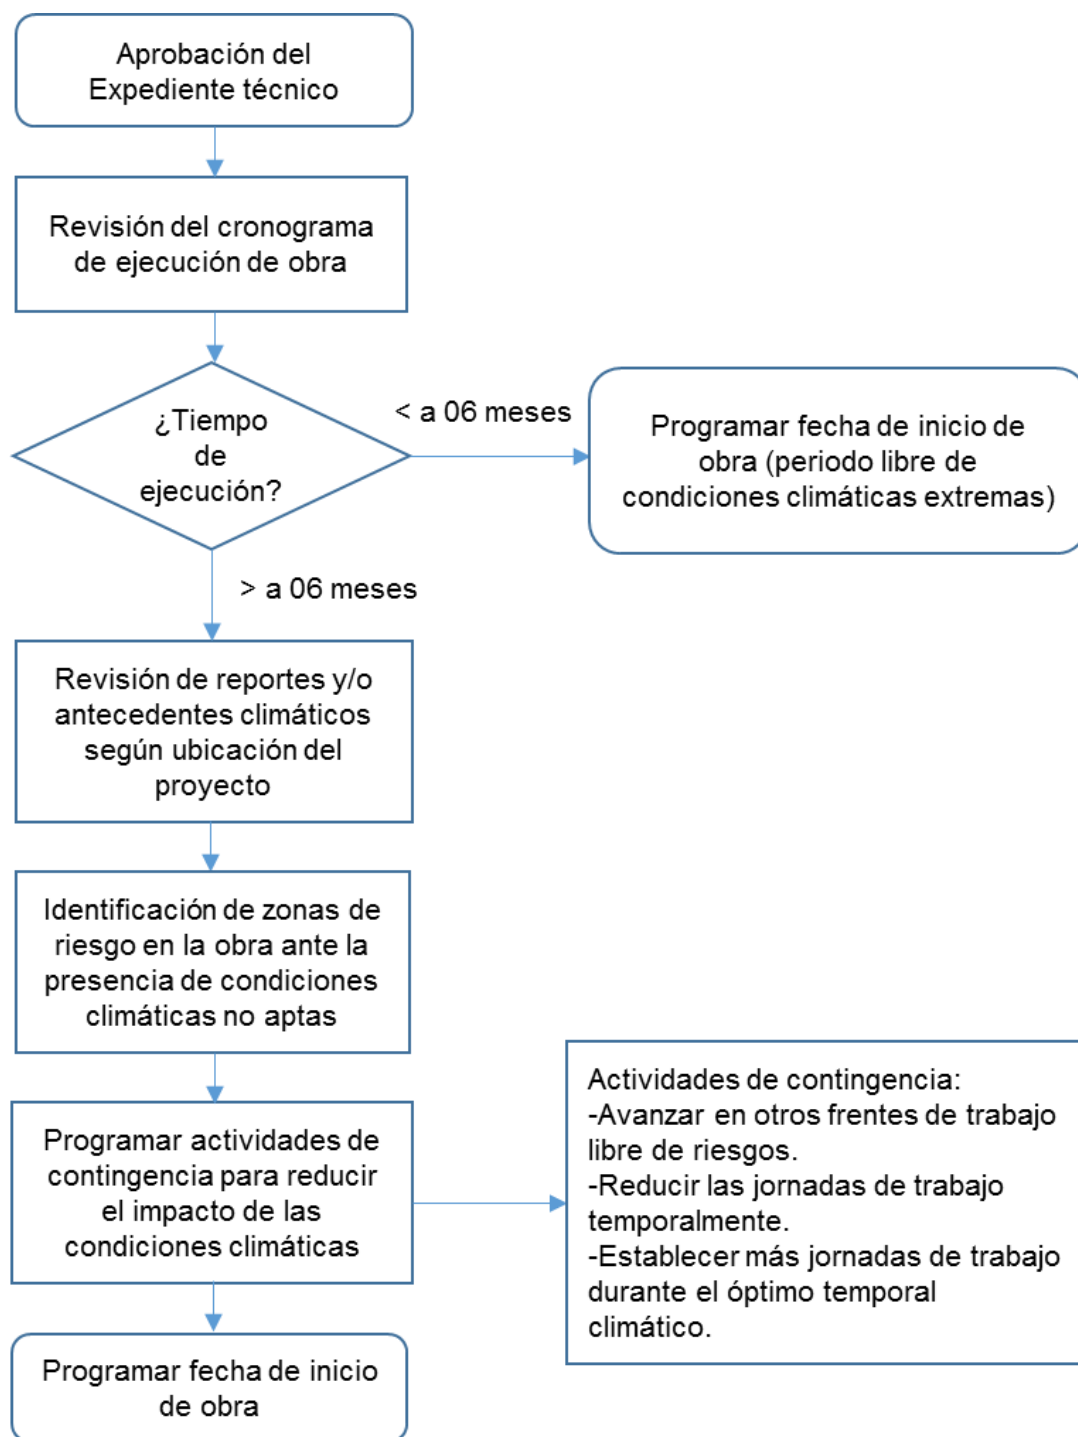 Aprobación del
Expediente técnico
Revisión del cronograma
de ejecución de obra
¿Tiempo
de
ejecución?
< a 06 meses
Programar fecha de inicio de
obra (periodo libre de
condiciones climáticas extremas)
> a 06 meses
Revisión de reportes y/o
antecedentes climáticos
según ubicación del
proyecto
Identificación de zonas de
riesgo en la obra ante la
presencia de condiciones
climáticas no aptas
Programar actividades de
contingencia para reducir
el impacto de las
condiciones climáticas
Actividades de contingencia:
-Avanzar en otros frentes de trabajo
libre de riesgos.
-Reducir las jornadas de trabajo
temporalmente.
-Establecer más jornadas de trabajo
durante el óptimo temporal
climático.
Programar fecha de inicio
de obra